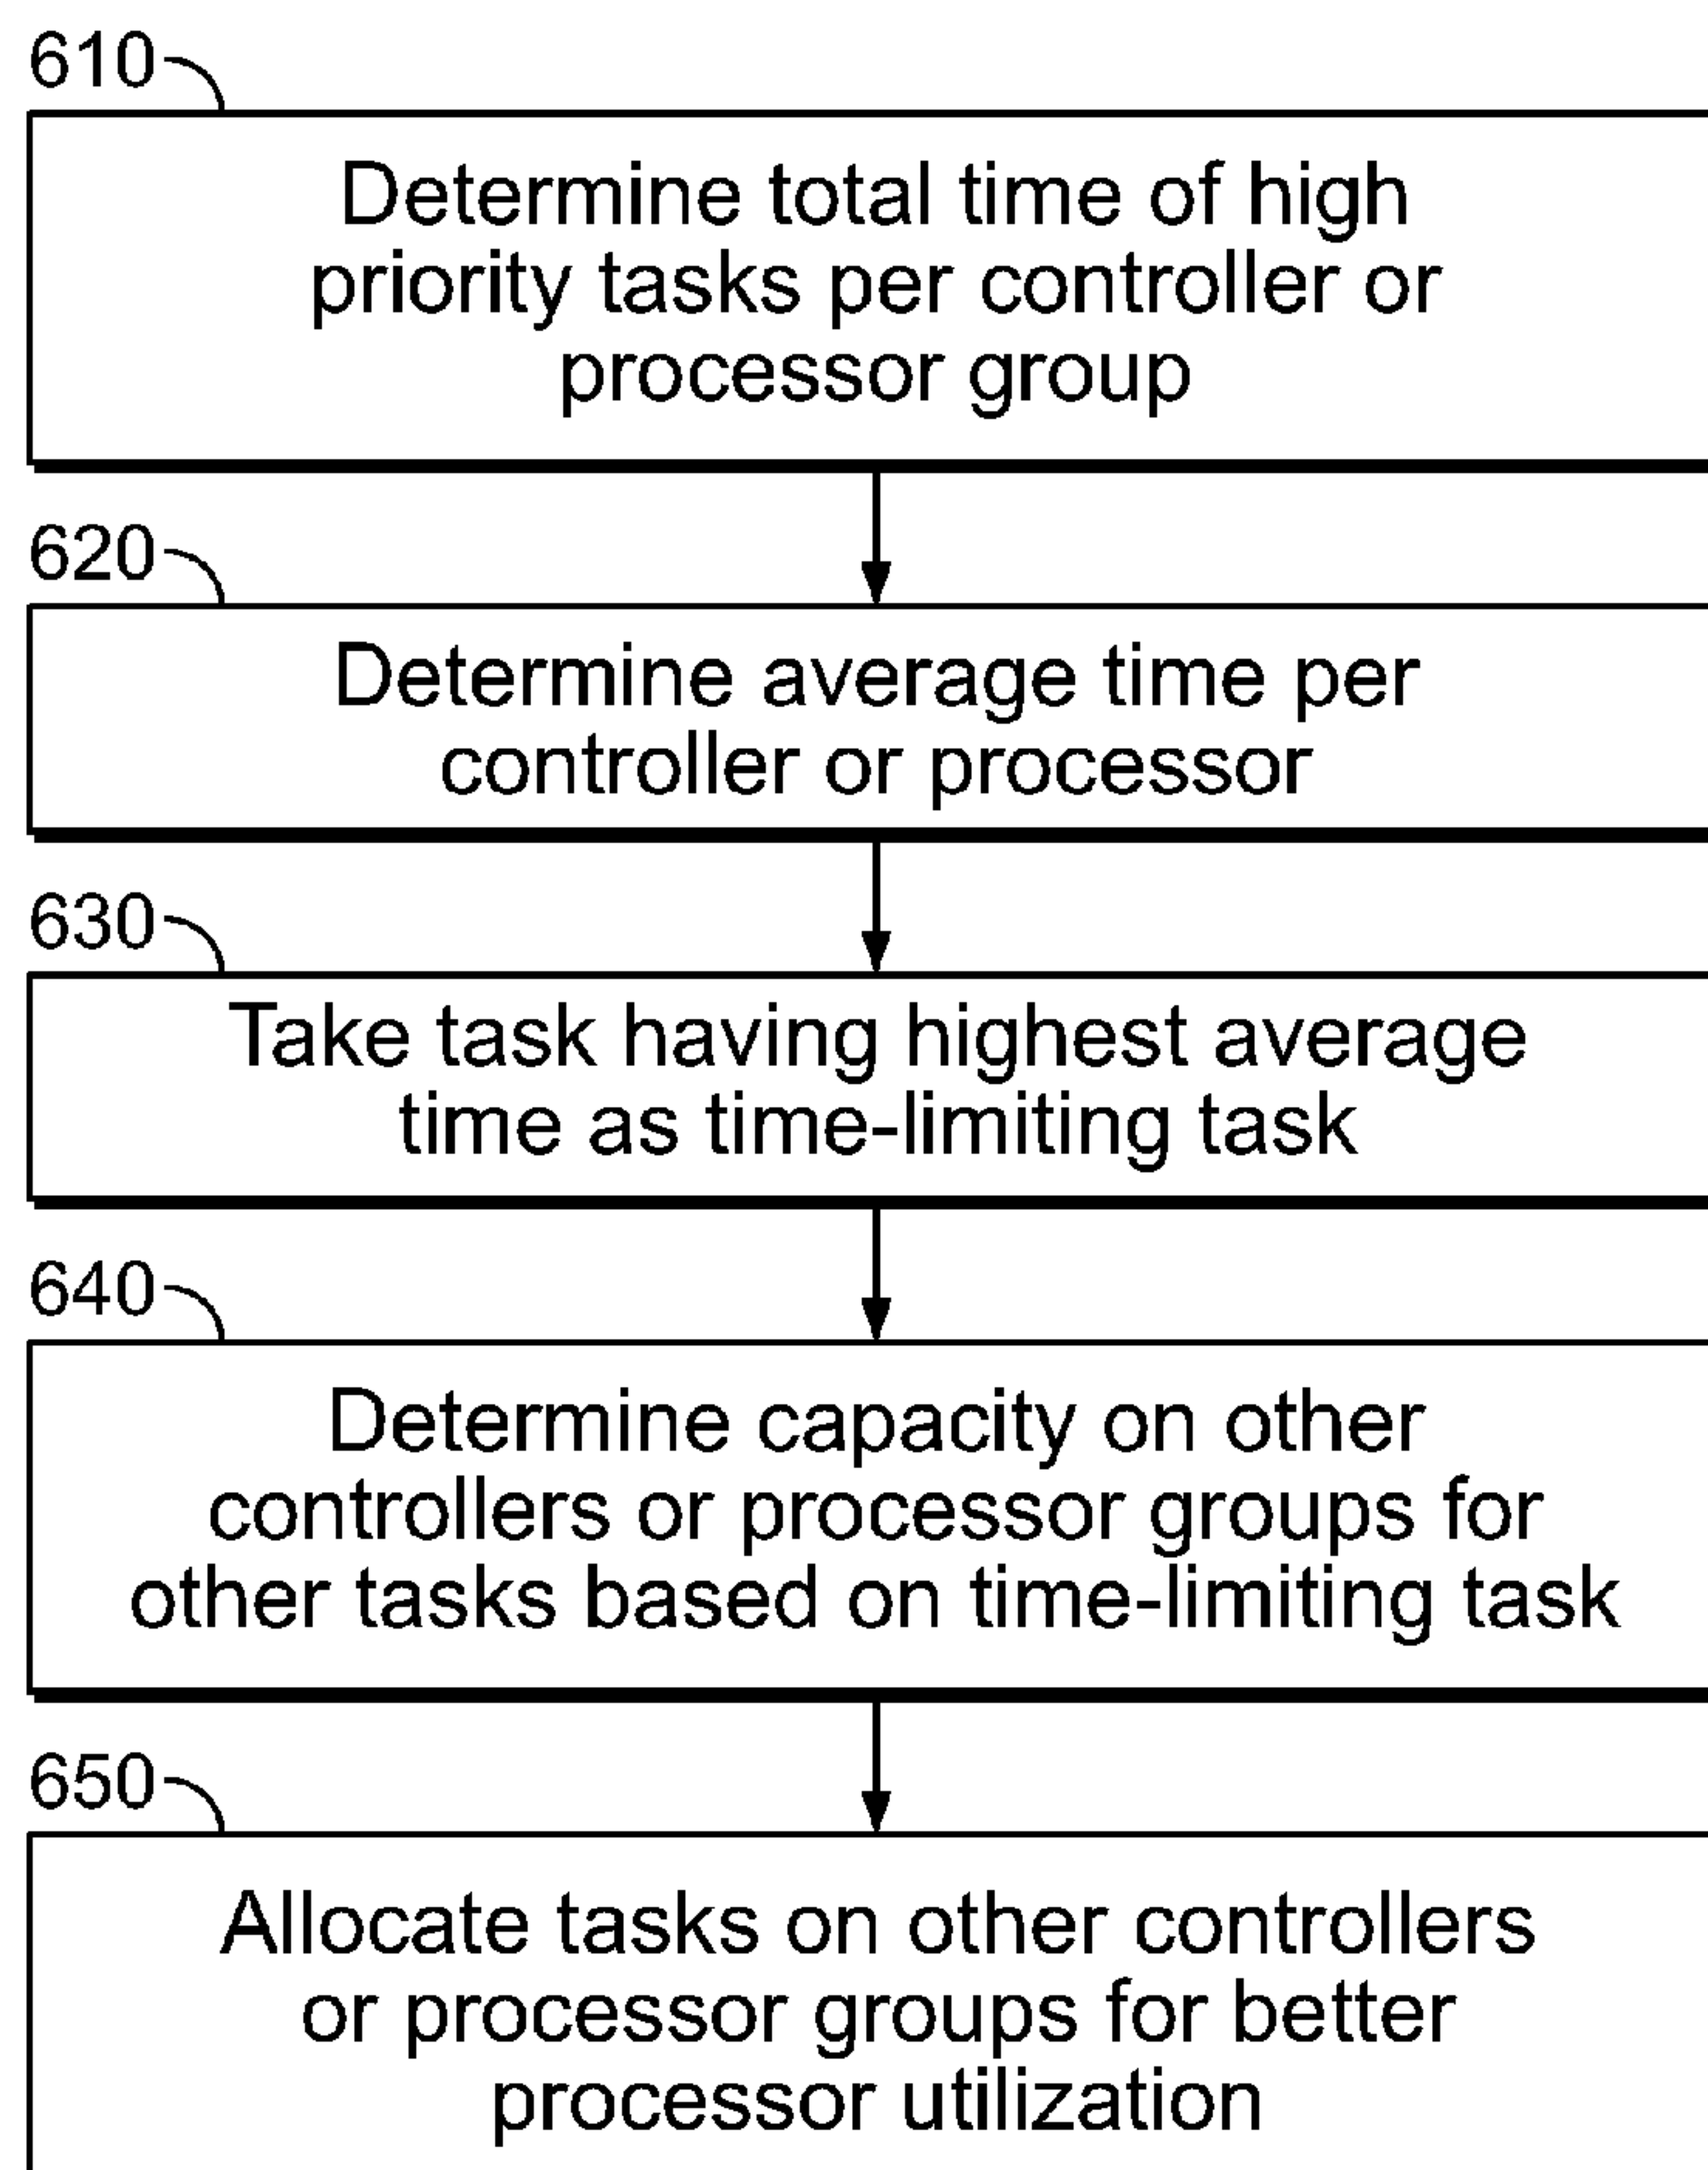 610
Determine total time of high
priority tasks per controller or
processor group
620
Determine average time per
controller or processor
630
Take task having highest average
time as time-limiting task
640
Determine capacity on other
controllers or processor groups for
other tasks based on time-limiting task
650
Allocate tasks on other controllers
or processor groups for better
processor utilization